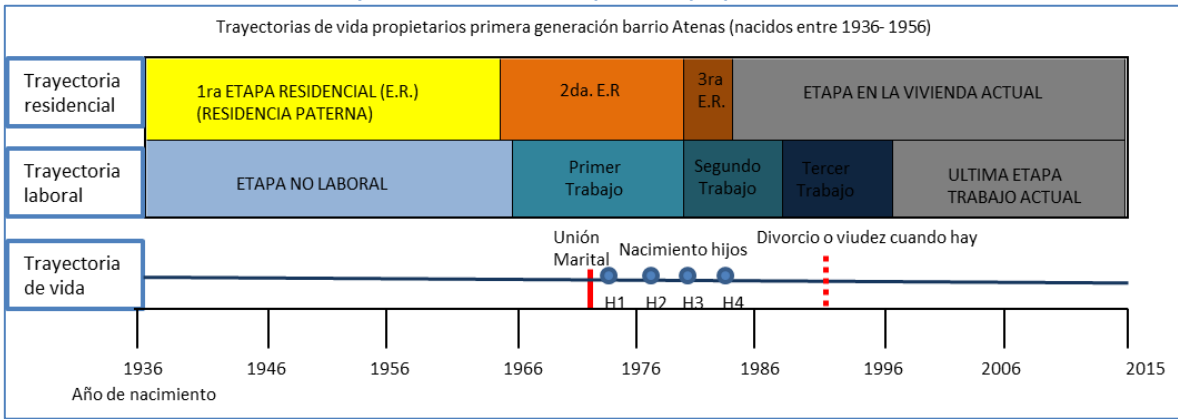 Trayectorias de vida propietarios primera generación barrio Atenas (nacidos entre 1936- 1956)
Trayectoria
residencial
1ra ETAPA RESIDENCIAL (E.R.)
(RESIDENCIA PATERNA)
2da. E.R
3ra
E.R.
ETAPA EN LA VIVIENDA ACTUAL
Trayectoria
laboral
ETAPA NO LABORAL
Primer
Trabajo
Segundo
Trabajo
Tercer
Trabajo
ULTIMA ETAPA
TRABAJO ACTUAL
Trayectoria
de vida
Unión
Marital
Nacimiento hijos
Divorcio o viudez cuando hay
H1 H2 H3 H4
1936 1946 1956 1966 1976 1986 1996 2006 2015
Año de nacimiento